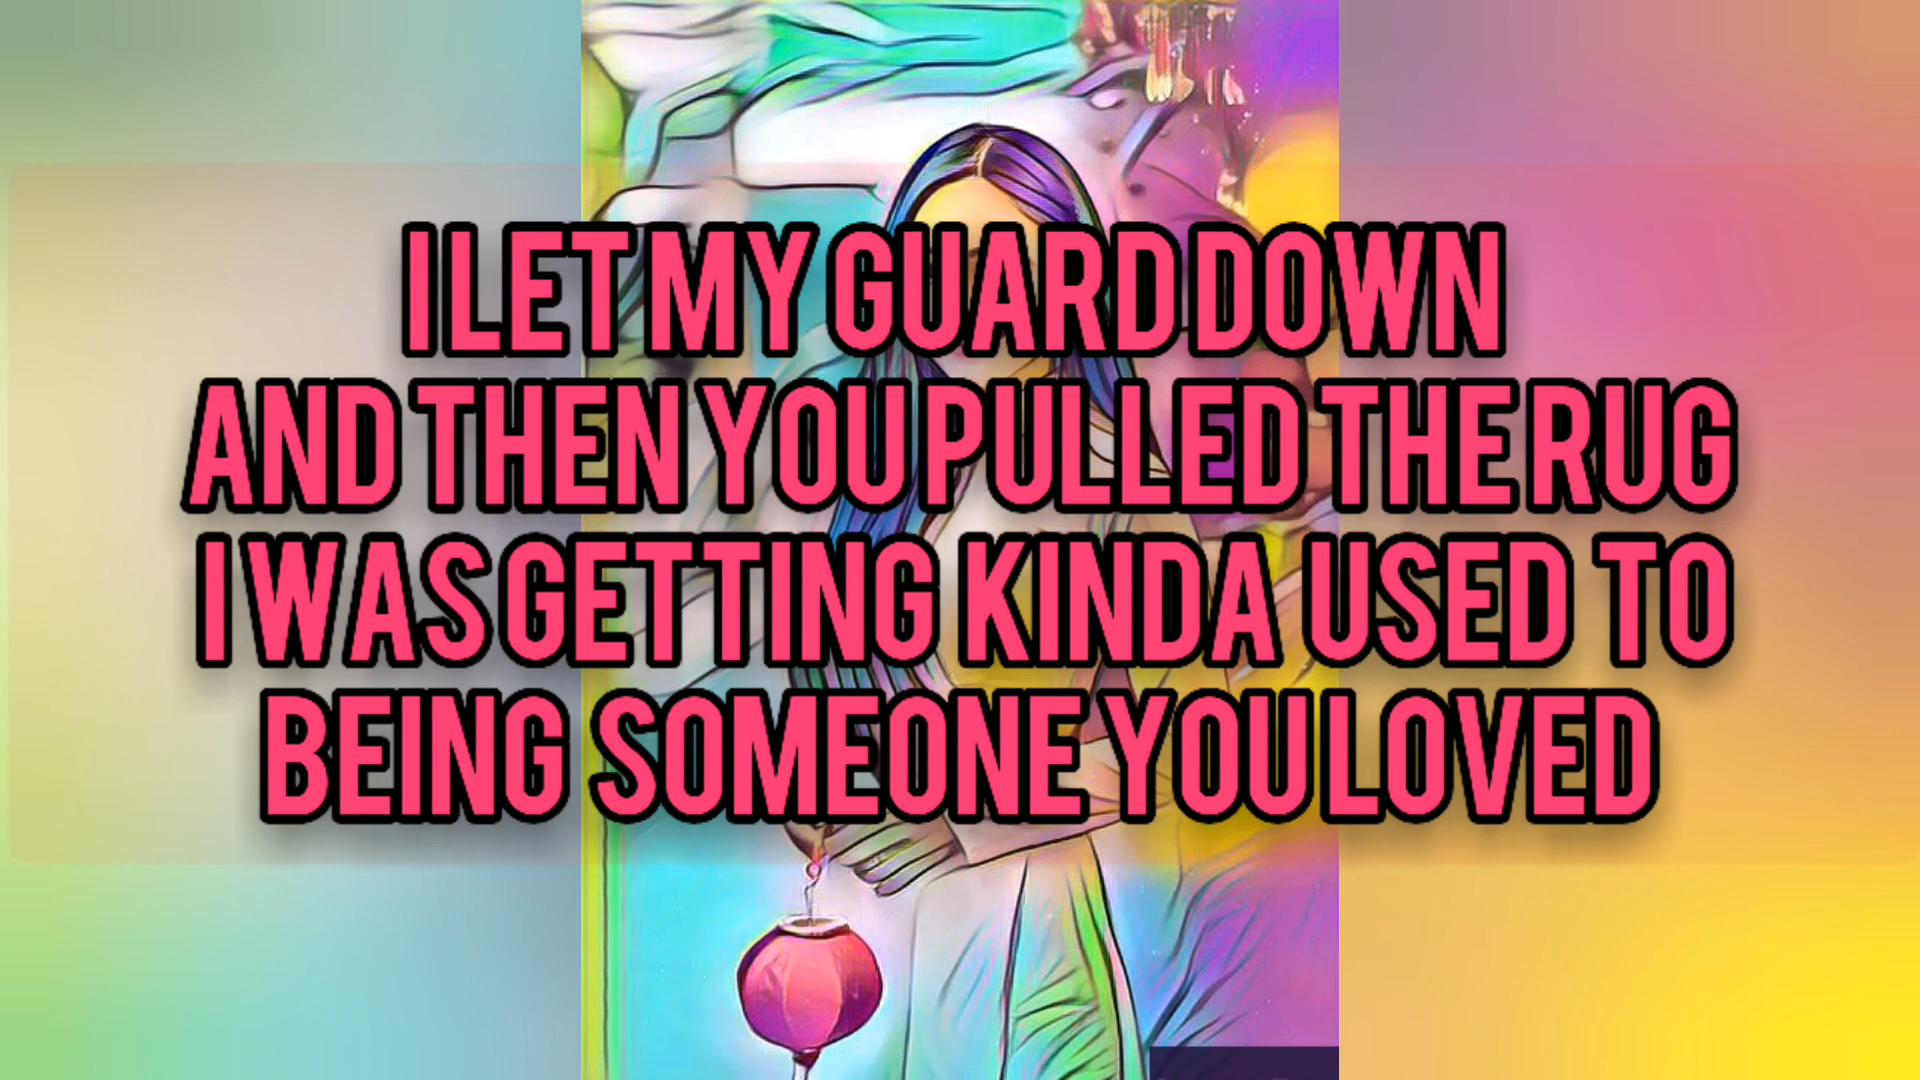 I LET MY GUARD DOWN
AND THEN YOU PULLED THE RUG
I WAS GETTING KINDA USED TO
BEING SOMEONE YOU LOVED